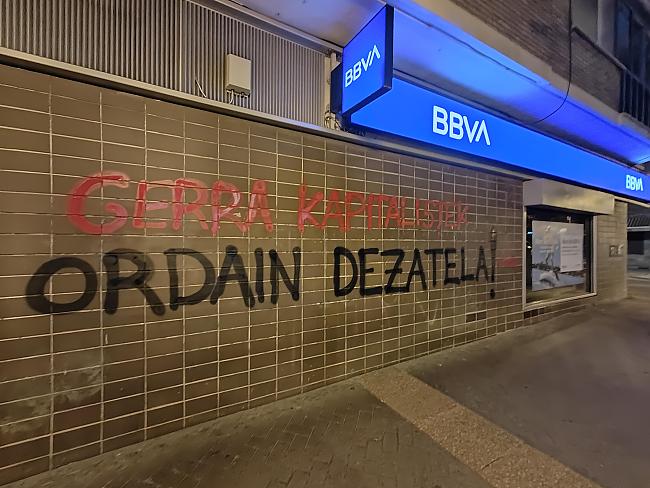 BBVA
BBVA
BBVA
GERRA KAPITALISTEK
ORDAIN DEZATELA!